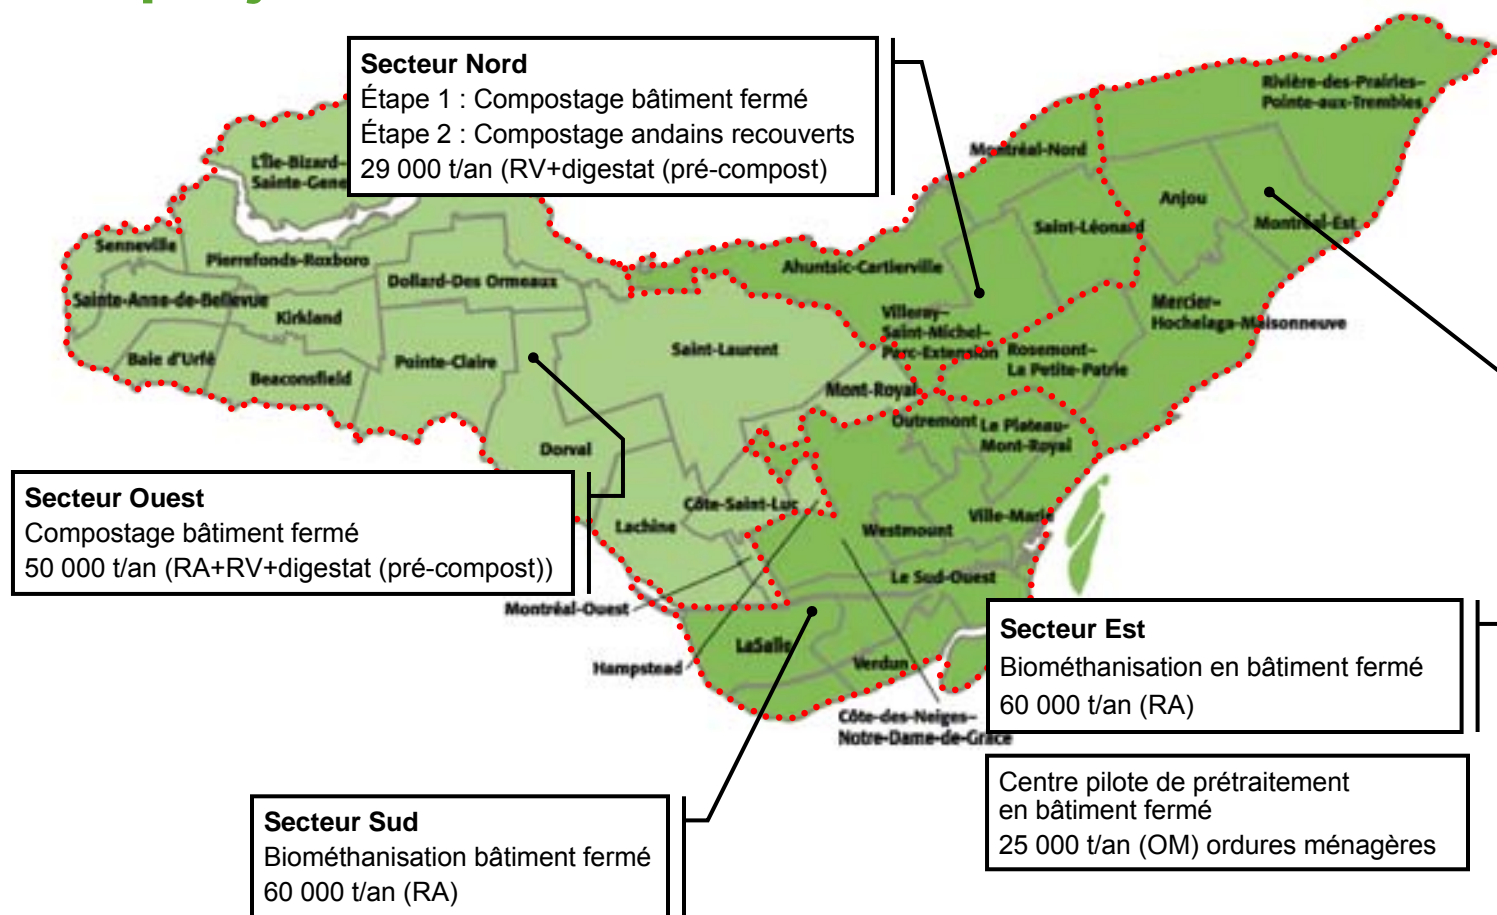 Secteur Nord
Étape 1 : Compostage bâtiment fermé
Étape 2 : Compostage andains recouverts
29 000 t/an (RV+digestat (pré-compost)
Rivière-des-Prairies–
Pointe-aux-Trembles
Montréal-Nord
L'Île-Bizard–
Sainte-Gene
Anjou
Saint-Léonard
Montréal-Est
Senneville
Pierrefonds-Roxboro
Ahuntsic-Cartierville
Dollard-Des Ormeaux
Sainte-Anne-de-Bellevue
Kirkland
Mercier–
Hochelaga-Maisonneuve
Villeray–
Saint-Michel–
Parc-Extension
Saint-Laurent
Rosemont–
La Petite-Patrie
Baie d'Urfé
Pointe-Claire
Beaconsfield
Mont-Royal
Outremont
Le Plateau-
Mont-Royal
Dorval
Secteur Ouest
Compostage bâtiment fermé
50 000 t/an (RA+RV+digestat (pré-compost))
Côte-Saint-Luc
Lachine
Ville-Marie
Westmount
Le Sud-Ouest
Montréal-Ouest
LaSalle
Hampstead
Verdun
Côte-des-Neiges–
Notre-Dame-de-Grâce
Secteur Est
Biométhanisation en bâtiment fermé
60 000 t/an (RA)
Centre pilote de prétraitement
en bâtiment fermé
25 000 t/an (OM) ordures ménagères
Secteur Sud
Biométhanisation bâtiment fermé
60 000 t/an (RA)